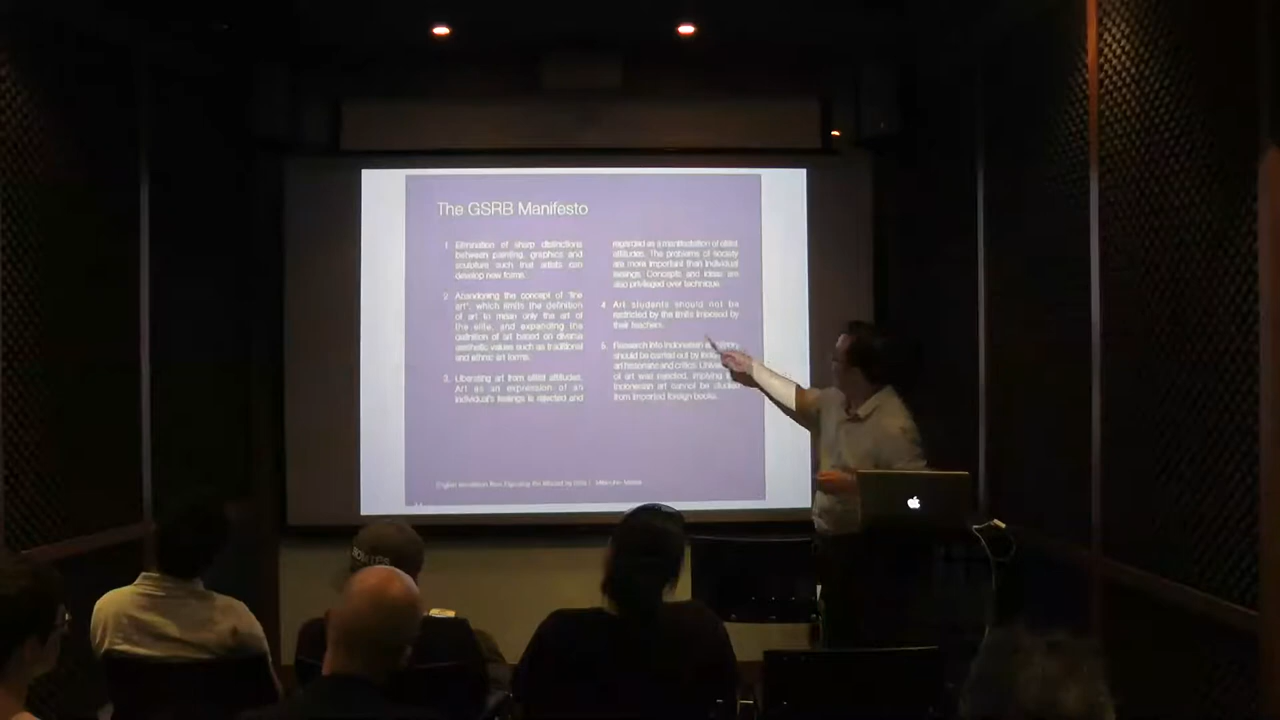 The GSRB Manifesto
1 Elimination of sharp distinctions
between painting, graphics and
sculpture such that artists can
develop new forms.
2 Abandoning the concept of "fine
art", which limits the definition
of art to mean only the art of
the elite, and expanding the
definition of art based on diverse
aesthetic values such as traditional
and ethnic art forms.
3 Liberating art from elitist attitudes.
Art as an expression of an
individual's feelings is rejected and
regarded as a manifestation of elitist
attitudes. The problems of society
are more important than individual
feelings. Concepts and ideas are
also privileged over technique.
4 Art students should not be
restricted by the limits imposed by
their teachers.
5. Research into Indonesian
should be carried out by
art historians and critics.
of art was rejected, implying
Indonesian art cannot be studied
from imported foreign books.
English translation from